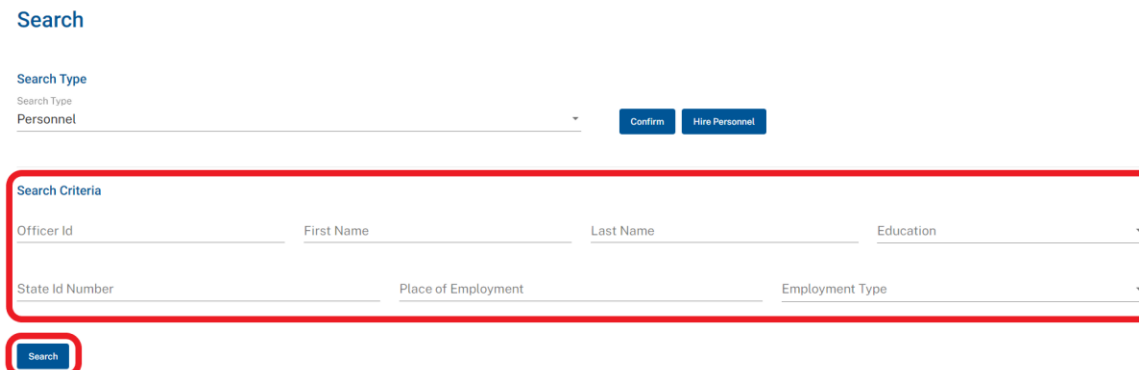 Search
Search Type
Search Type
Personnel
Confirm Hire Personnel
Search Criteria
Officer Id First Name Last Name Education
State Id Number Place of Employment Employment Type
Search